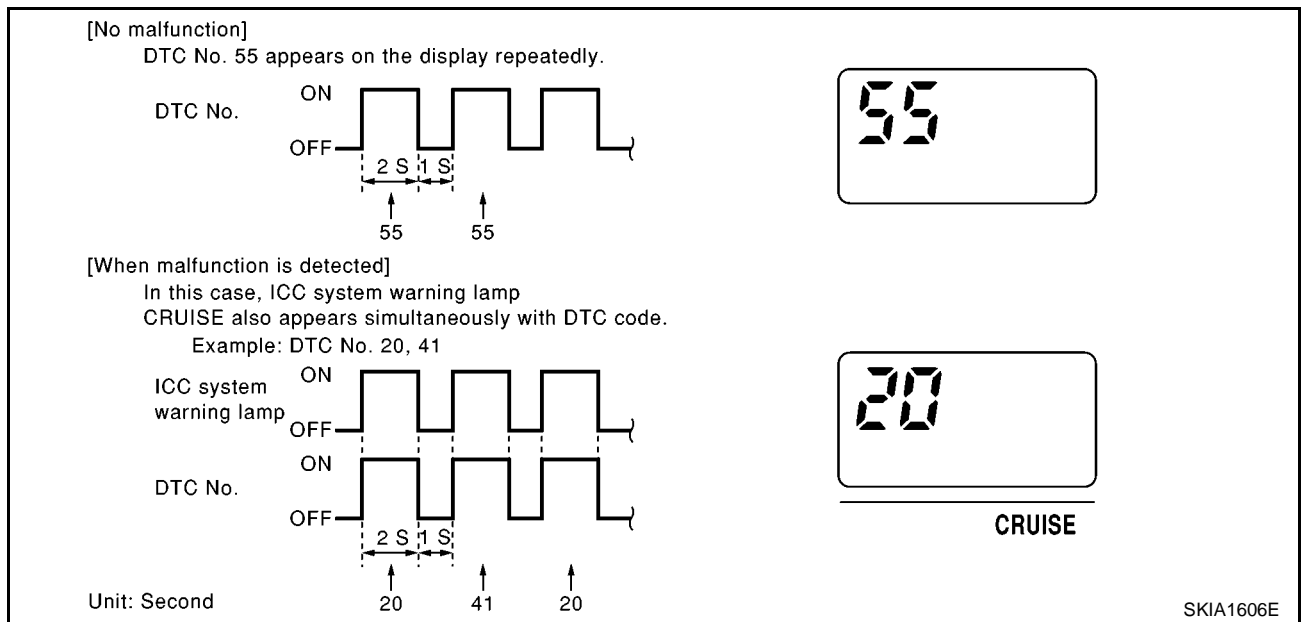 [No malfunction]
DTC No. 55 appears on the display repeatedly.
DTC No.
ON
OFF
2 S 1 S
55 55
55
[When malfunction is detected]
In this case, ICC system warning lamp
CRUISE also appears simultaneously with DTC code.
Example: DTC No. 20, 41
ICC system
warning lamp
ON
OFF
DTC No.
ON
OFF
2 S 1 S
20 41 20
Unit: Second
20
CRUISE
SKIA1606E